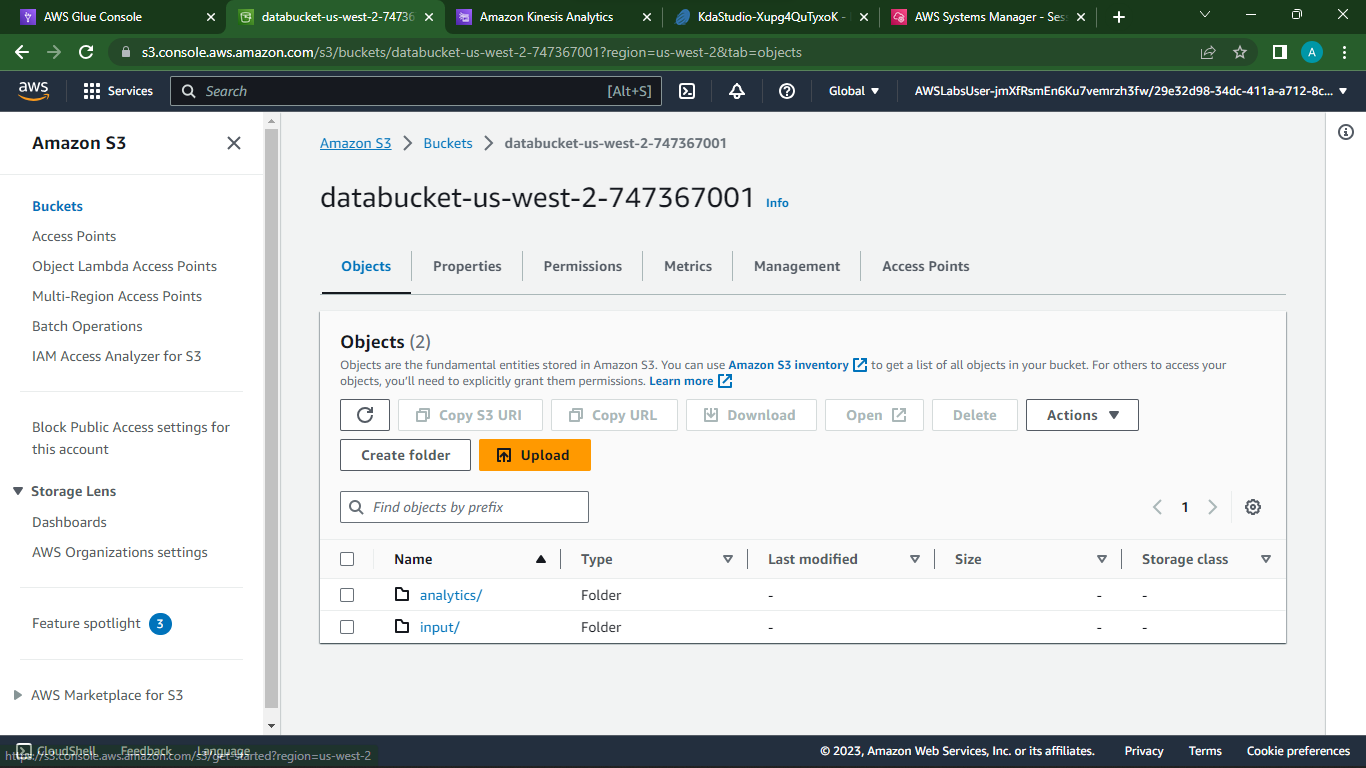 AWS Glue Console
databucket-us-west-2-74736
Amazon Kinesis Analytics
KdaStudio-Xupg4QuTyxoK -
AWS Systems Manager - Ses
s3.console.aws.amazon.com/s3/buckets/databucket-us-west-2-747367001?region=us-west-2&tab=objects
A
aws
Services
Search
[Alt+S]
Global
AWSLabsUser-jmXfRsmEn6Ku7vemrzh3fw/29e32d98-34dc-411a-a712-8c...
Amazon S3
Buckets
Access Points
Object Lambda Access Points
Multi-Region Access Points
Batch Operations
IAM Access Analyzer for S3
Block Public Access settings for
this account
Storage Lens
Dashboards
AWS Organizations settings
Feature spotlight 3
AWS Marketplace for S3
Amazon S3 > Buckets > databucket-us-west-2-747367001
databucket-us-west-2-747367001 Info
Objects Properties Permissions Metrics Management Access Points
Objects (2)
Objects are the fundamental entities stored in Amazon S3. You can use Amazon S3 inventory to get a list of all objects in your bucket. For others to access your
objects, you'll need to explicitly grant them permissions. Learn more
Copy S3 URI Copy URL Download Open Delete Actions
Create folder Upload
Find objects by prefix
1
Name Type Last modified Size Storage class
analytics/ Folder - - -
input/ Folder - - -
CloudShell Feedback Language
https://s3.console.aws.amazon.com/s3/get-started?region=us-west-2
© 2023, Amazon Web Services, Inc. or its affiliates. Privacy Terms Cookie preferences